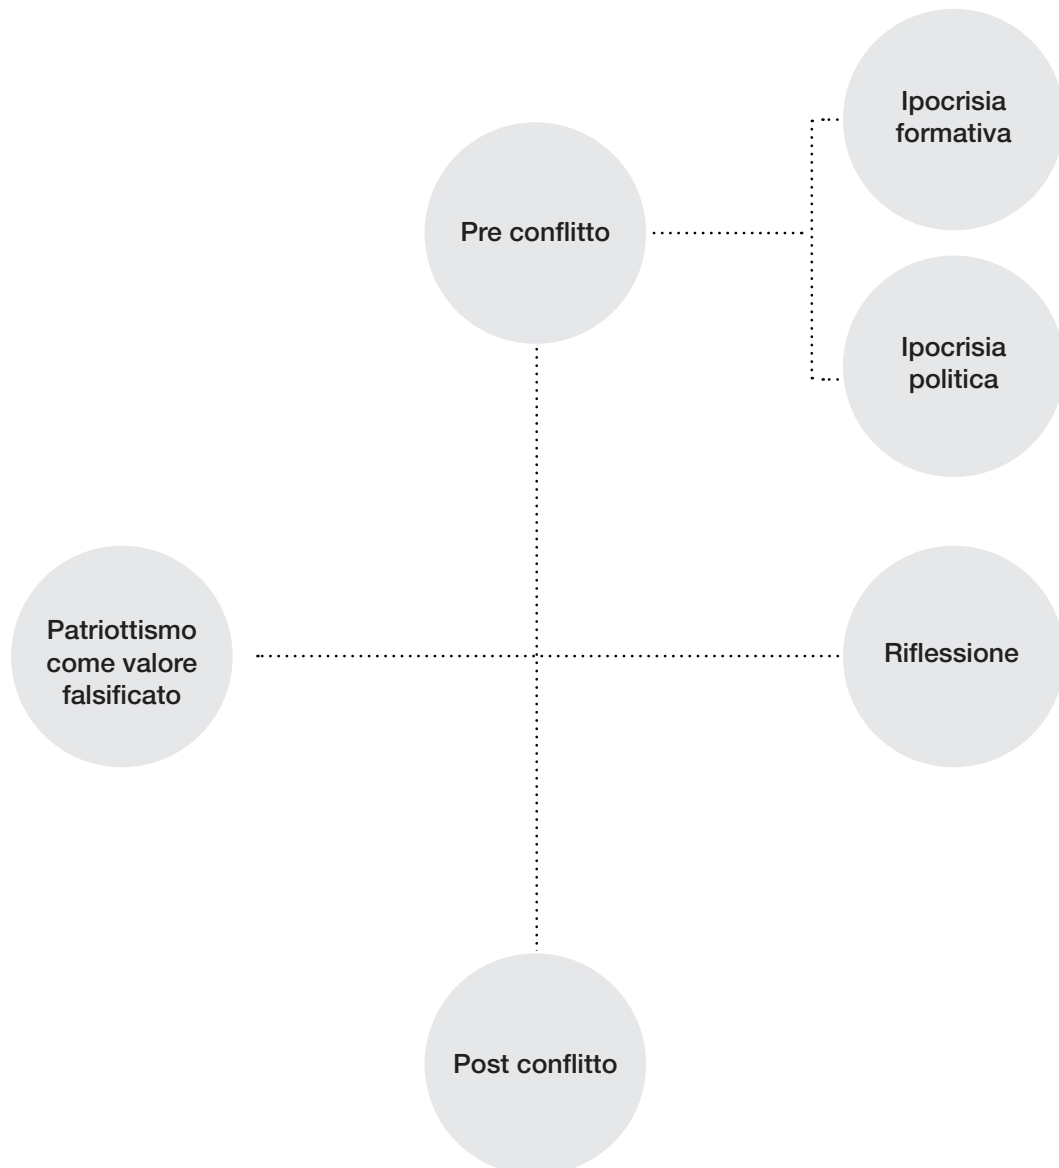 Ipocrisia
formativa
Pre conflitto
Ipocrisia
politica
Patriottismo
come valore
falsificato
Riflessione
Post conflitto